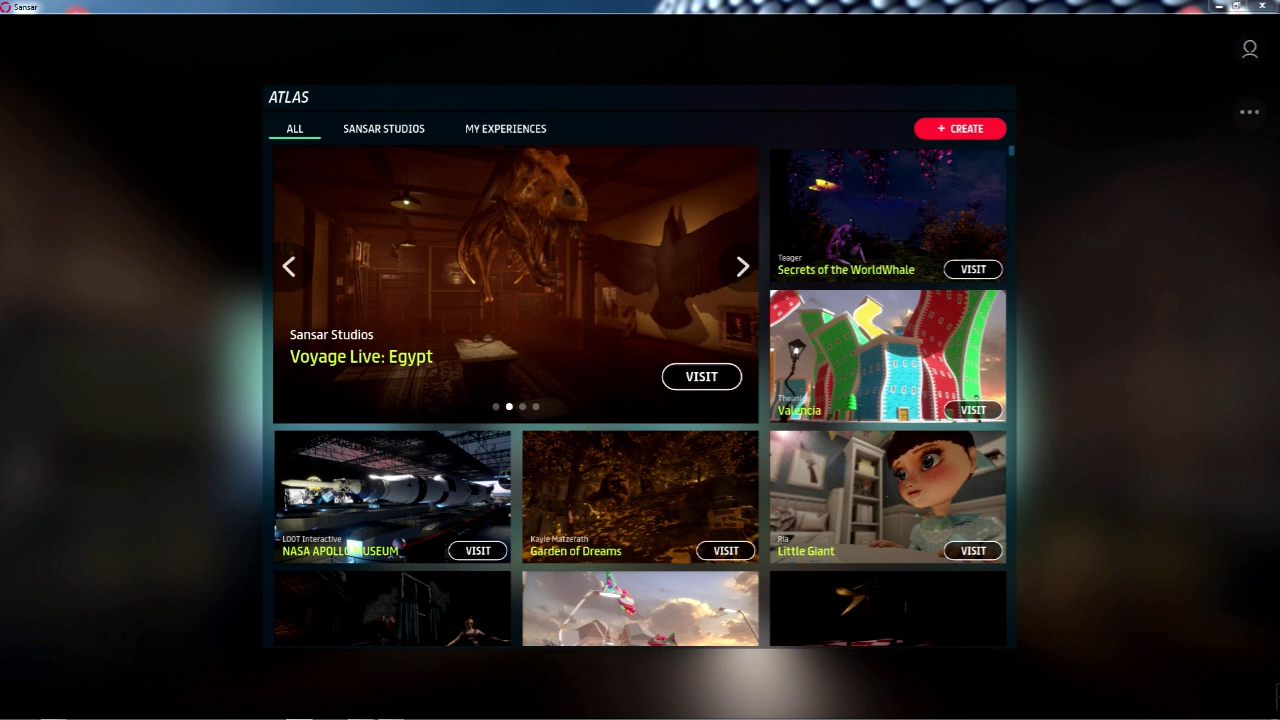 Sansar
ATLAS
ALL
SANSAR STUDIOS
MY EXPERIENCES
+ CREATE
Sansar Studios
Voyage Live: Egypt
VISIT
Teager
Secrets of the WorldWhale
VISIT
Valencia
VISIT
LOOT Interactive
NASA APOLLO MUSEUM
VISIT
Kayle Matzerath
Garden of Dreams
VISIT
Ria
Little Giant
VISIT